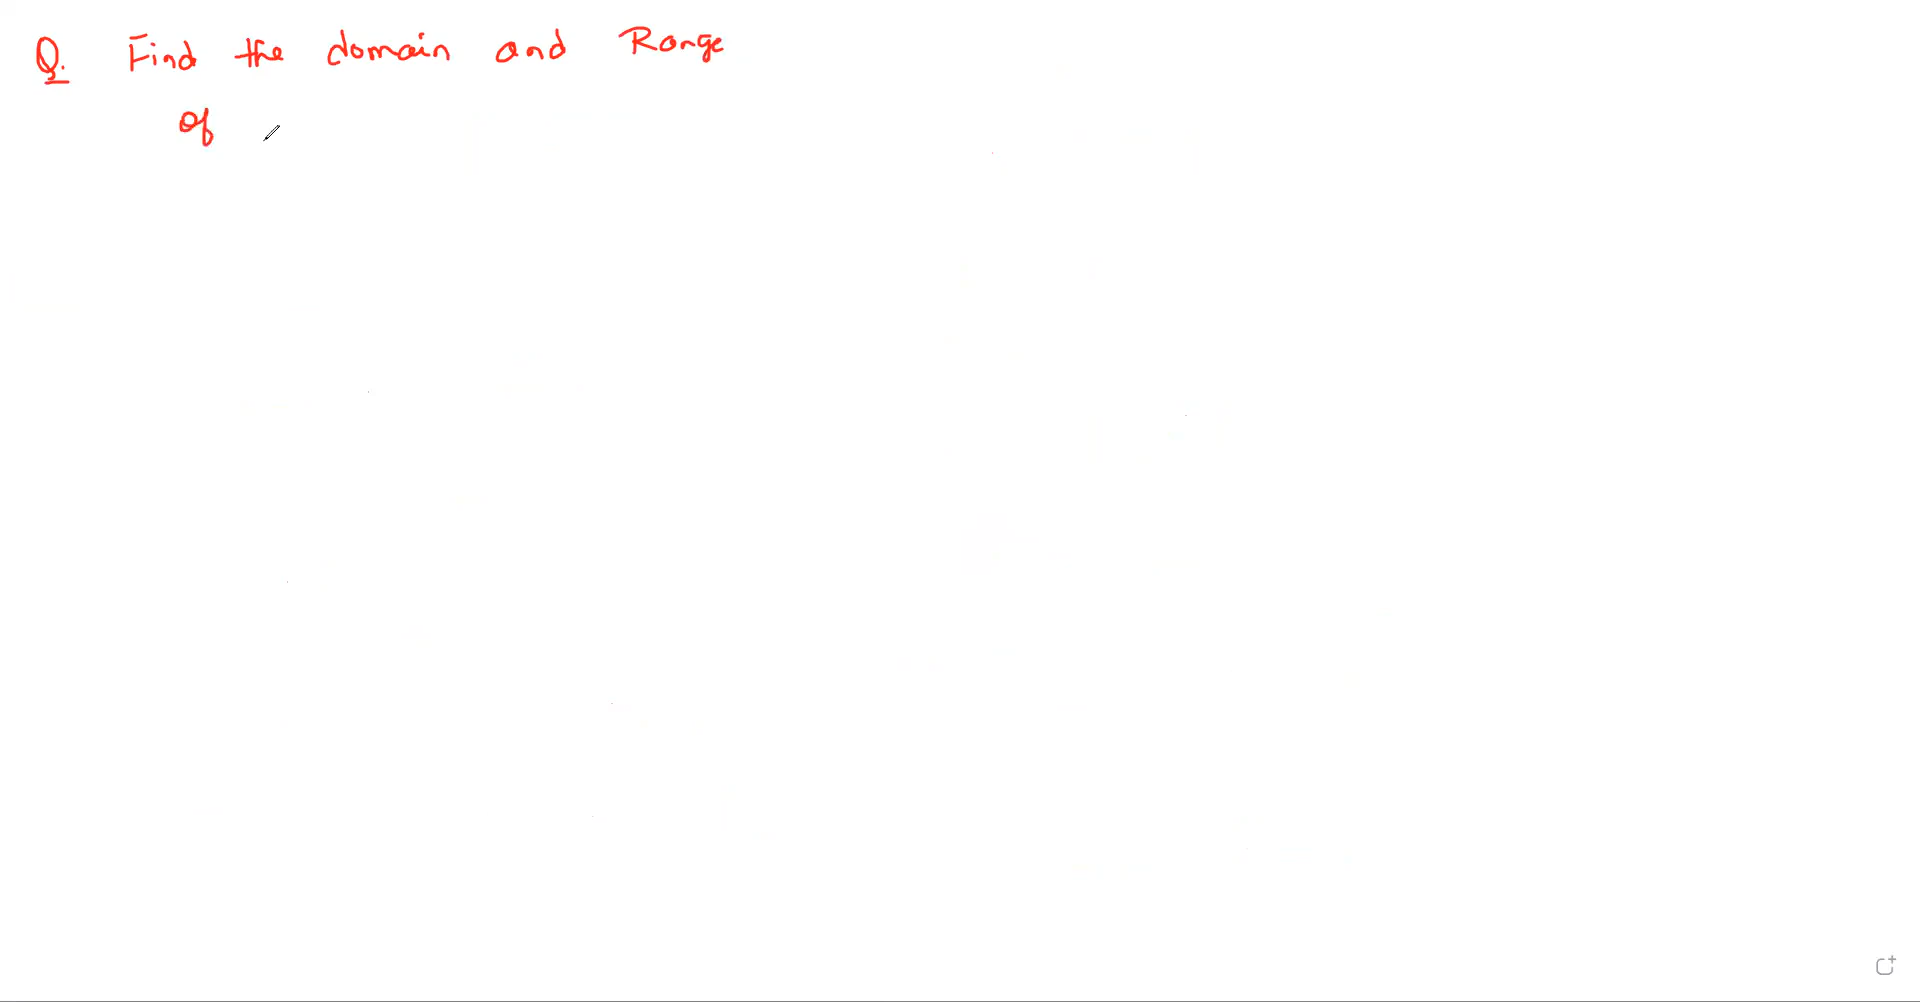 Q. Find the domain and Range
of